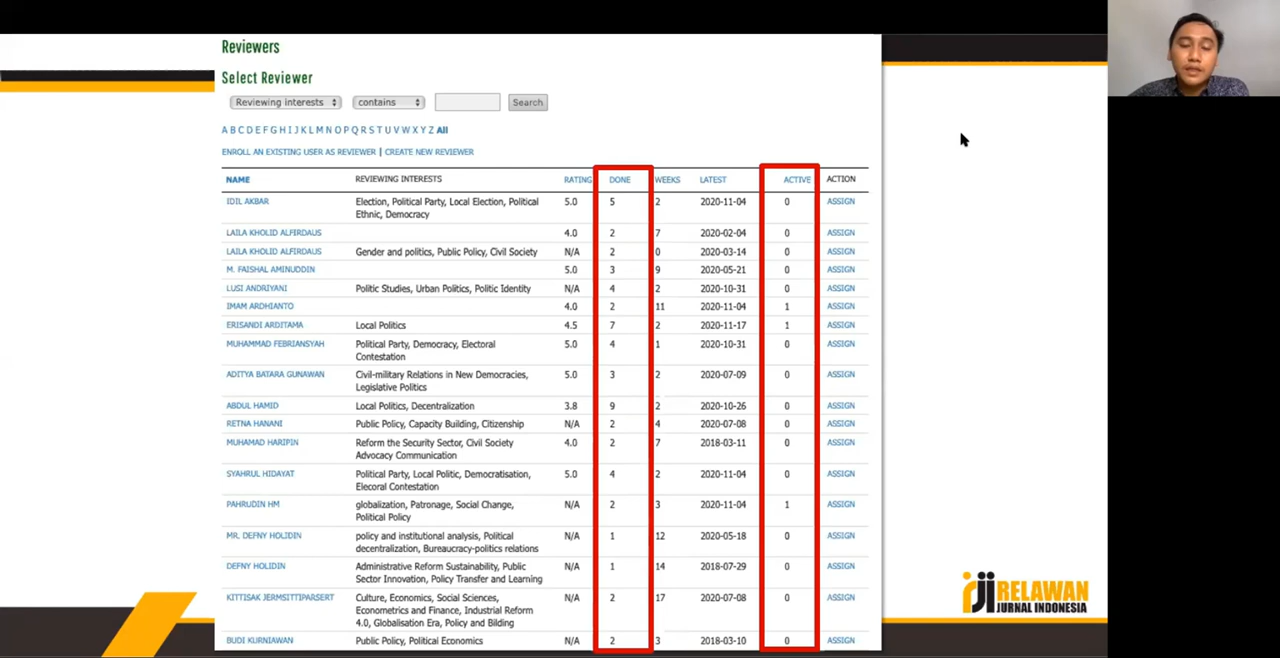 Reviewers
Select Reviewer
Reviewing interests contains Search
A B C D E F G H I J K L M N O P Q R S T U V W X Y Z All
ENROLL AN EXISTING USER AS REVIEWER | CREATE NEW REVIEWER
NAME REVIEWING INTERESTS RATING DONE WEEKS LATEST ACTIVE ACTION
IDIL AKBAR Election, Political Party, Local Election, Political 5.0 5 2 2020-11-04 0 ASSIGN
Ethnic, Democracy
LAILA KHOLID ALFIRDAUS 4.0 2 7 2020-02-04 0 ASSIGN
LAILA KHOLID ALFIRDAUS Gender and politics, Public Policy, Civil Society N/A 2 0 2020-03-14 0 ASSIGN
M. FAISHAL AMINUDDIN 5.0 3 9 2020-05-21 0 ASSIGN
LUSI ANDRIYANI Politic Studies, Urban Politics, Politic Identity N/A 4 2 2020-10-31 0 ASSIGN
IMAM ARDHIANTO 4.0 2 11 2020-11-04 1 ASSIGN
ERISANDI ARDITAMA Local Politics 4.5 7 2 2020-11-17 1 ASSIGN
MUHAMMAD FEBRIANSYAH Political Party, Democracy, Electoral 5.0 4 1 2020-10-31 0 ASSIGN
Contestation
ADITYA BATARA GUNAWAN Civil-military Relations in New Democracies, 5.0 3 2 2020-07-09 0 ASSIGN
Legislative Politics
ABDUL HAMID Local Politics, Decentralization 3.8 9 2 2020-10-26 0 ASSIGN
RETNA HANANI Public Policy, Capacity Building, Citizenship N/A 2 4 2020-07-08 0 ASSIGN
MUHAMAD HARIPIN Reform the Security Sector, Civil Society 4.0 2 7 2018-03-11 0 ASSIGN
Advocacy Communication
SYAHRUL HIDAYAT Political Party, Local Politic, Democratisation, 5.0 4 2 2020-11-04 0 ASSIGN
Elecoral Contestation
PAHRUDIN HM globalization, Patronage, Social Change, N/A 2 3 2020-11-04 1 ASSIGN
Political Policy
MR. DEFNY HOLIDIN policy and institutional analysis, Political N/A 1 12 2020-05-18 0 ASSIGN
decentralization, Bureaucracy-politics relations
DEFNY HOLIDIN Administrative Reform Sustainability, Public N/A 1 14 2018-07-29 0 ASSIGN
Sector Innovation, Policy Transfer and Learning
KITTISAK JERMSITTIPARSERT Culture, Economics, Social Sciences, N/A 2 17 2020-07-08 0 ASSIGN
Econometrics and Finance, Industrial Reform
4.0, Globalisation Era, Policy and Bilding
BUDI KURNIAWAN Public Policy, Political Economics N/A 2 3 2018-03-10 0 ASSIGN
rji RELAWAN
JURNAL INDONESIA